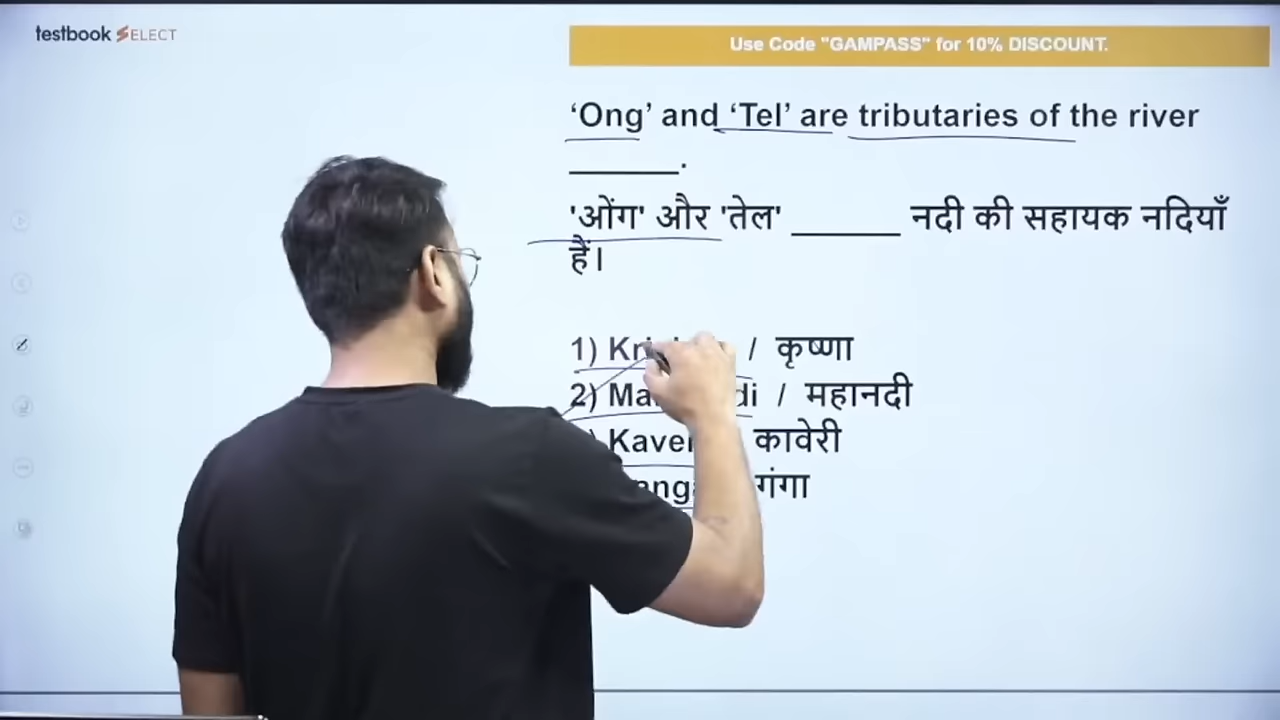 testbook SELECT
Use Code "GAMPASS" for 10% DISCOUNT.
‘Ong’ and ‘Tel’ are tributaries of the river
______.
'ओंग' और 'तेल' ______ नदी की सहायक नदियाँ
हैं।
1) / कृष्णा
2) / महानदी
कावेरी
गंगा